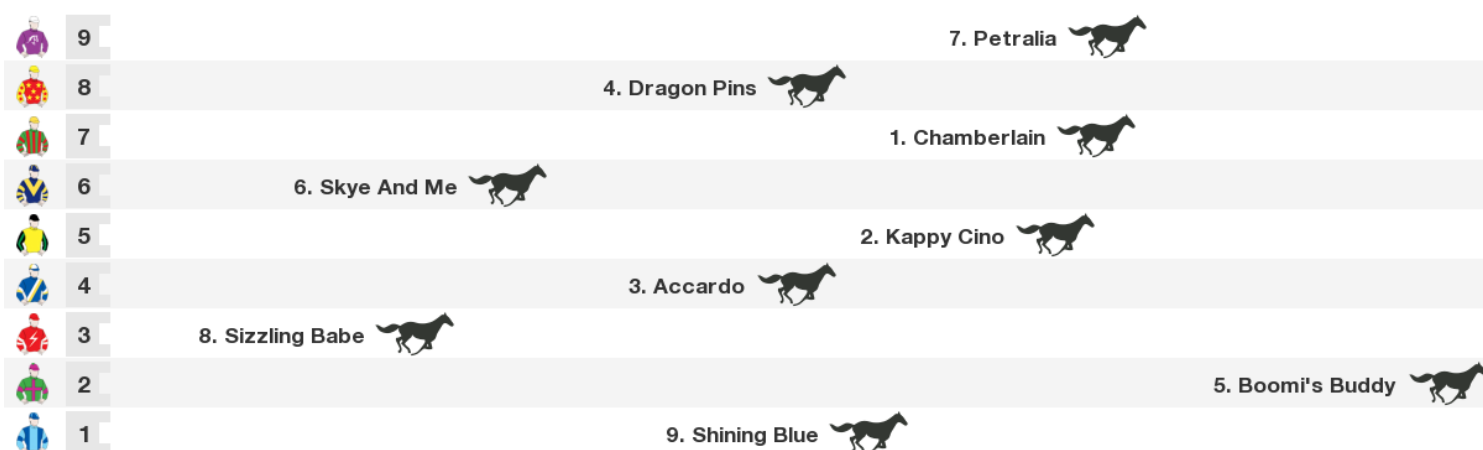 9 7. Petralia
8 4. Dragon Pins
7 1. Chamberlain
6 6. Skye And Me
5 2. Kappy Cino
4 3. Accardo
3 8. Sizzling Babe
2 5. Boomi's Buddy
1 9. Shining Blue